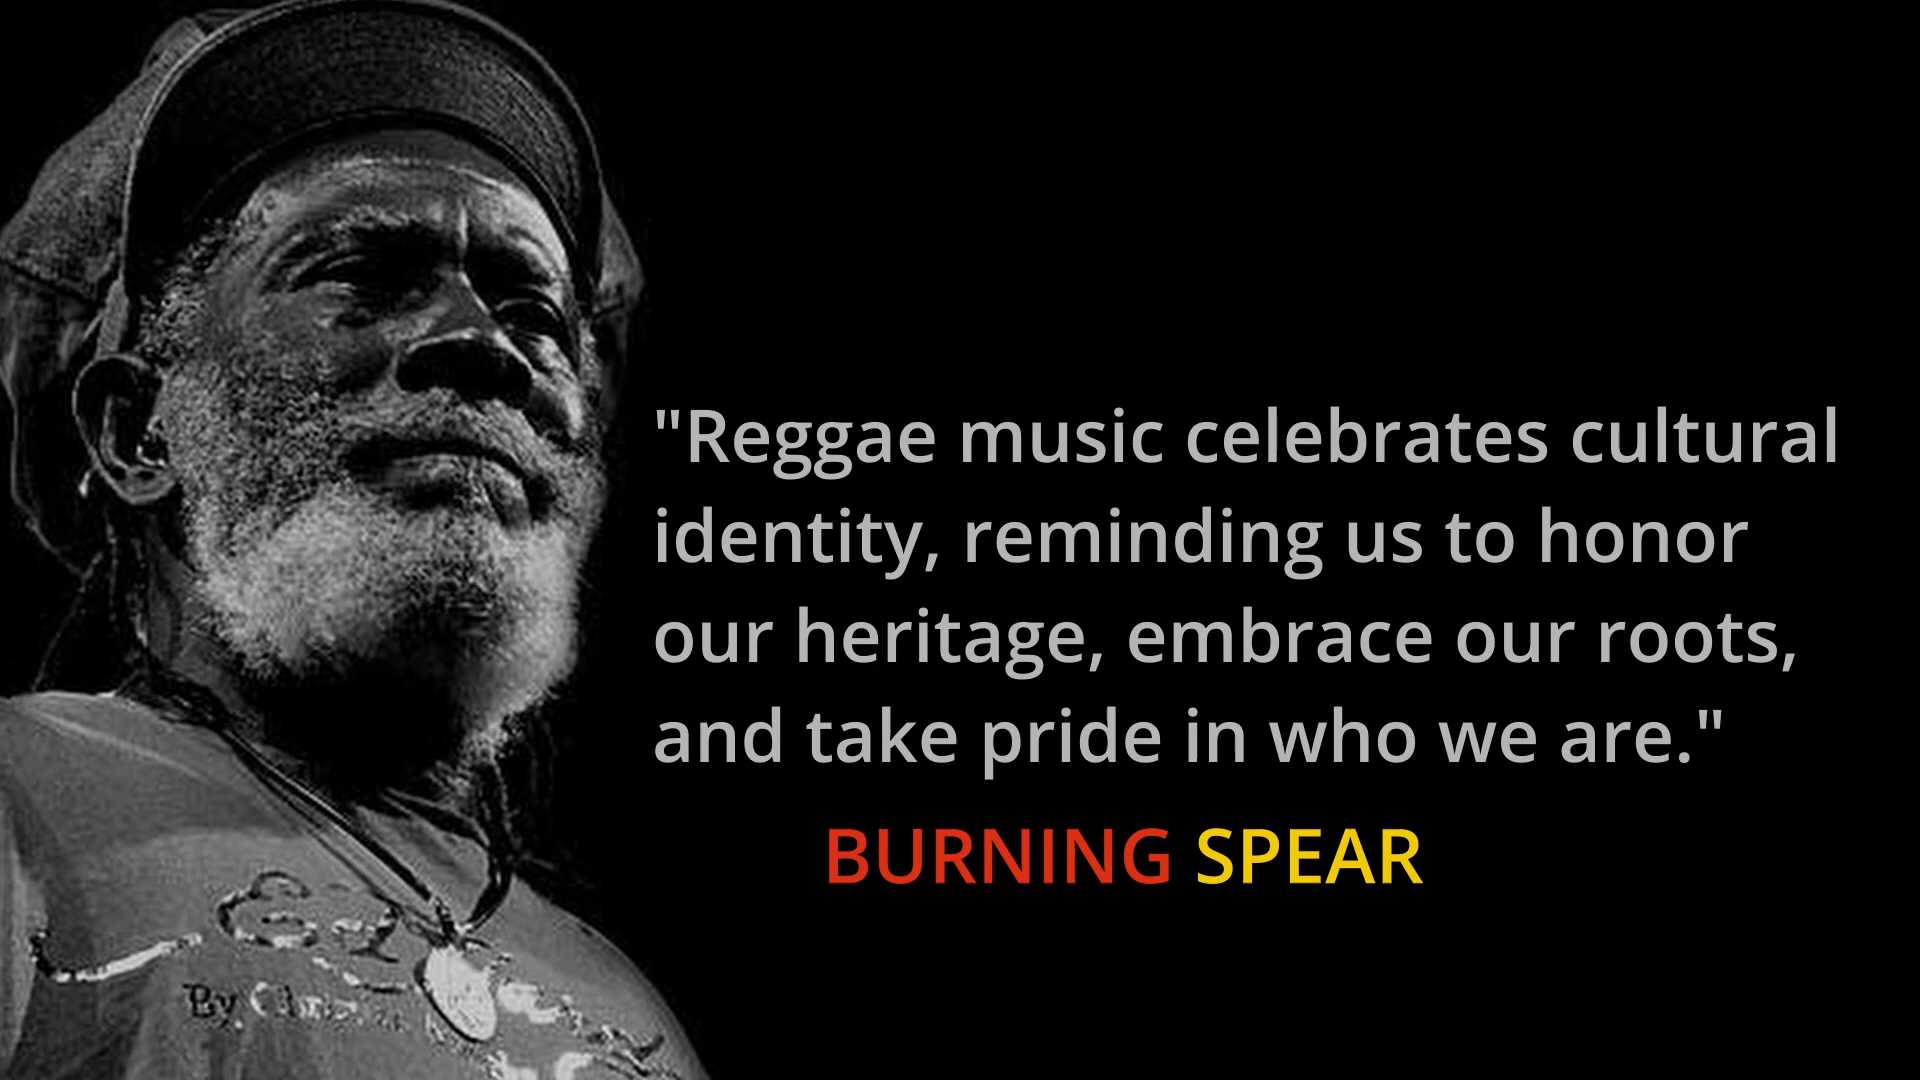 "Reggae music celebrates cultural
identity, reminding us to honor
our heritage, embrace our roots,
and take pride in who we are."
BURNING SPEAR
By